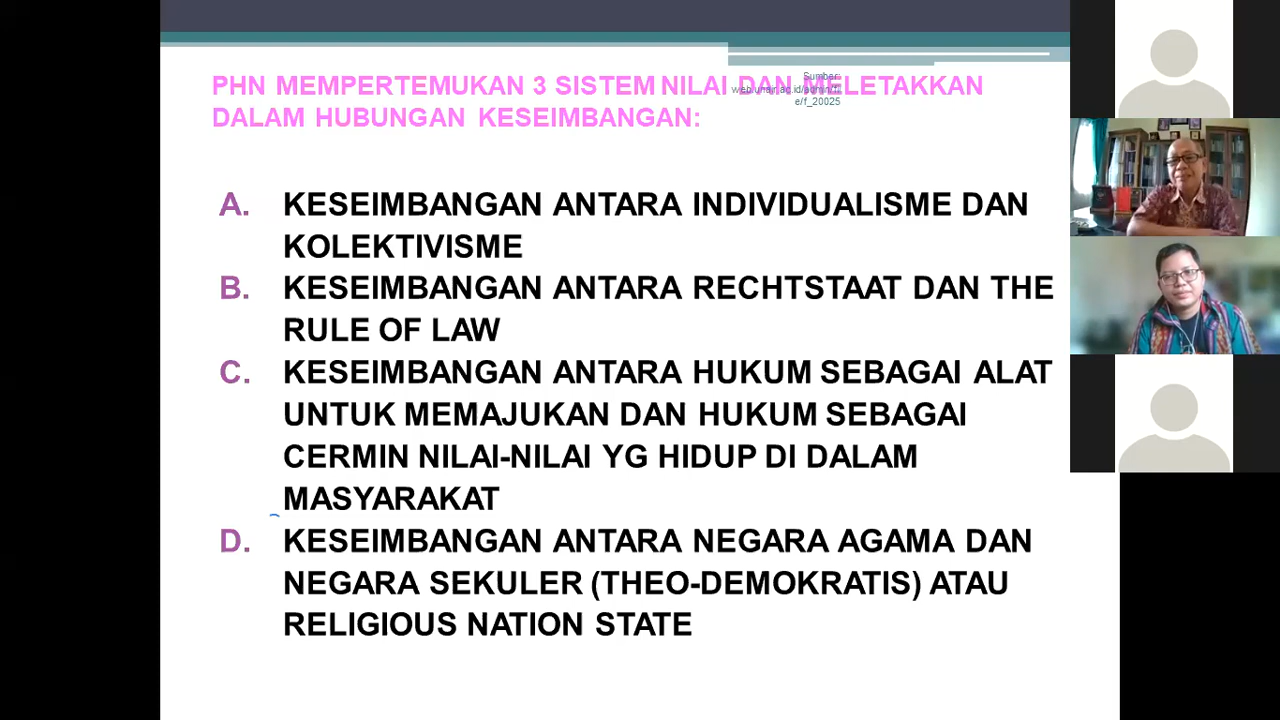 PHN MEMPERTEMUKAN 3 SISTEM NILAI DAN MELETAKKAN
DALAM HUBUNGAN KESEIMBANGAN:
Sumber:
e/f_20025
A. KESEIMBANGAN ANTARA INDIVIDUALISME DAN
KOLEKTIVISME
B. KESEIMBANGAN ANTARA RECHTSTAAT DAN THE
RULE OF LAW
C. KESEIMBANGAN ANTARA HUKUM SEBAGAI ALAT
UNTUK MEMAJUKAN DAN HUKUM SEBAGAI
CERMIN NILAI-NILAI YG HIDUP DI DALAM
MASYARAKAT
D. KESEIMBANGAN ANTARA NEGARA AGAMA DAN
NEGARA SEKULER (THEO-DEMOKRATIS) ATAU
RELIGIOUS NATION STATE